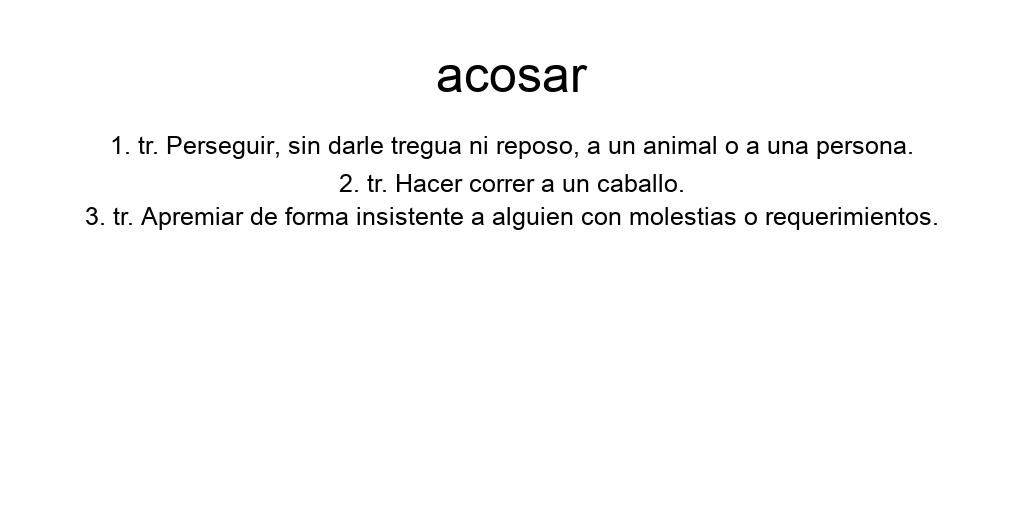 acosar
1. tr. Perseguir, sin darle tregua ni reposo, a un animal o a una persona.
2. tr. Hacer correr a un caballo.
3. tr. Apremiar de forma insistente a alguien con molestias o requerimientos.